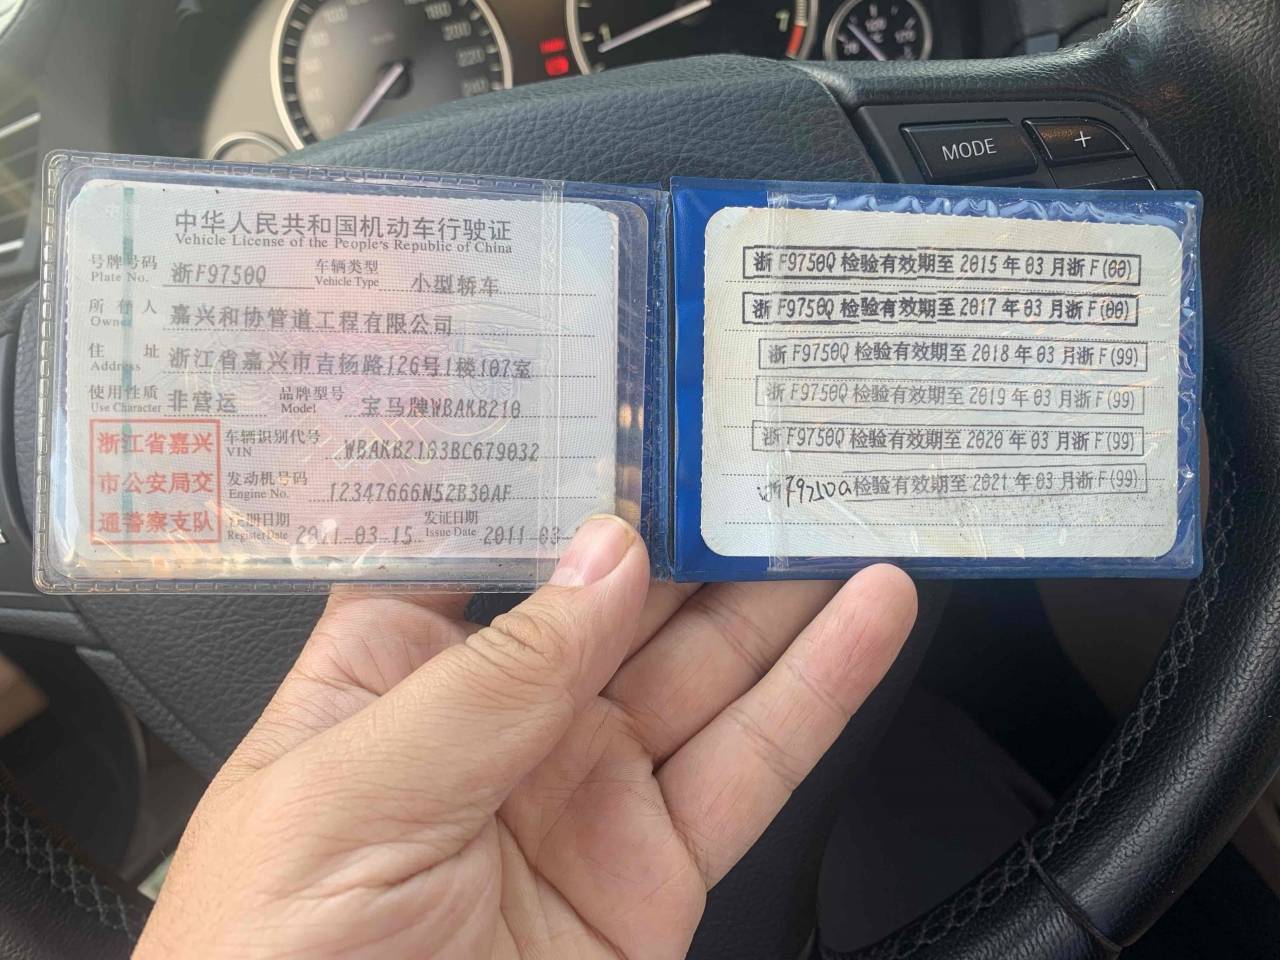 中华人民共和国机动车行驶证
Vehicle License of the People's Republic of China
号牌号码 浙F9750Q 车辆类型 小型轿车
Plate No. Vehicle Type
所有人 嘉兴和协管道工程有限公司
Owner
住址 浙江省嘉兴市吉杨路126号1楼107室
Address
使用性质 非营运 品牌型号 宝马牌WBAKB210
Use Character Model
浙江省嘉兴
市公安局交
通警察支队
车辆识别代号 WBAKB2103BC679032
VIN
发动机号码 12347666N52B30AF
Engine No.
注册日期 2011-03-15 发证日期 2011-03-
Register Date Issue Date
浙F9750Q 检验有效期至 2015年03月浙F(00)
浙F9750Q 检验有效期至 2017年03月浙F(00)
浙F9750Q 检验有效期至 2018年03月浙F(99)
浙F9750Q 检验有效期至 2019年03月浙F(99)
浙F9750Q 检验有效期至 2020年03月浙F(99)
检验有效期至 2021年03月浙F(99)
MODE
+
220
1
7